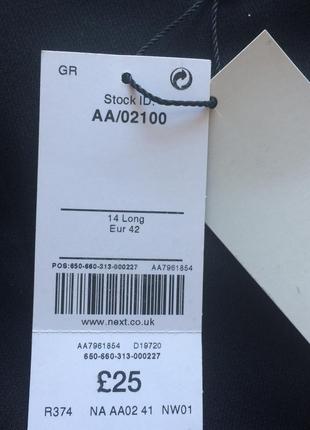 GR
Stock ID:
AA/02100
14 Long
Eur 42
POS:650-660-313-000227 AA7961854
www.next.co.uk
AA7961854 D19720
650-660-313-000227
£25
R374 NA AA02 41 NW01